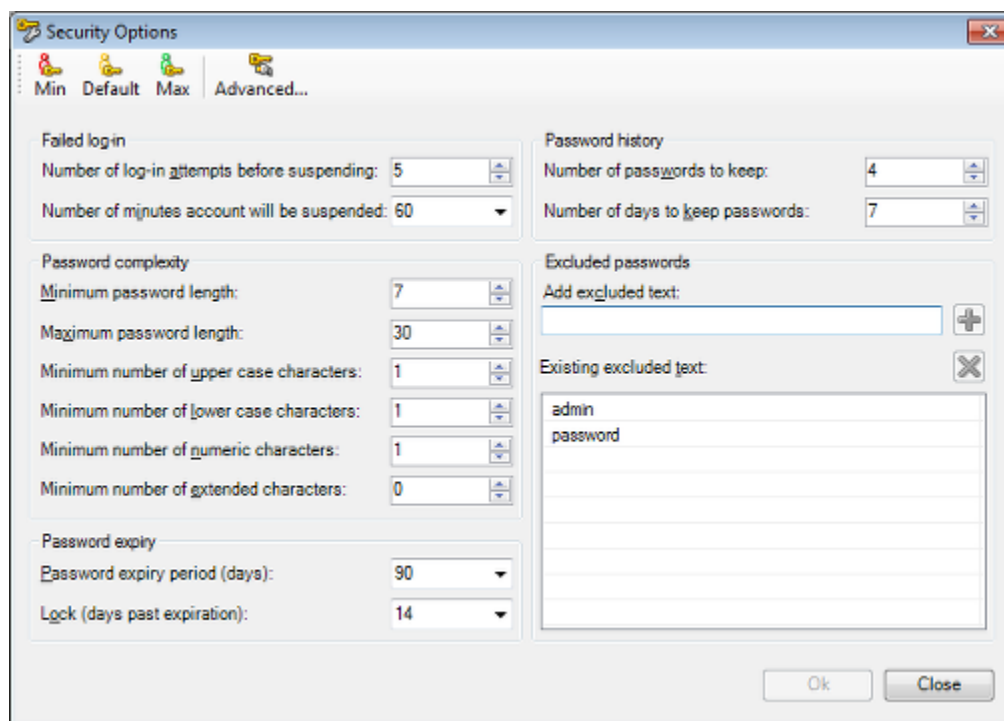 Security Options
Min Default Max Advanced...
Failed log-in
Number of log-in attempts before suspending: 5
Number of minutes account will be suspended: 60
Password history
Number of passwords to keep: 4
Number of days to keep passwords: 7
Password complexity
Minimum password length: 7
Maximum password length: 30
Minimum number of upper case characters: 1
Minimum number of lower case characters: 1
Minimum number of numeric characters: 1
Minimum number of extended characters: 0
Excluded passwords
Add excluded text:
Existing excluded text:
admin
password
Password expiry
Password expiry period (days): 90
Lock (days past expiration): 14
Ok Close